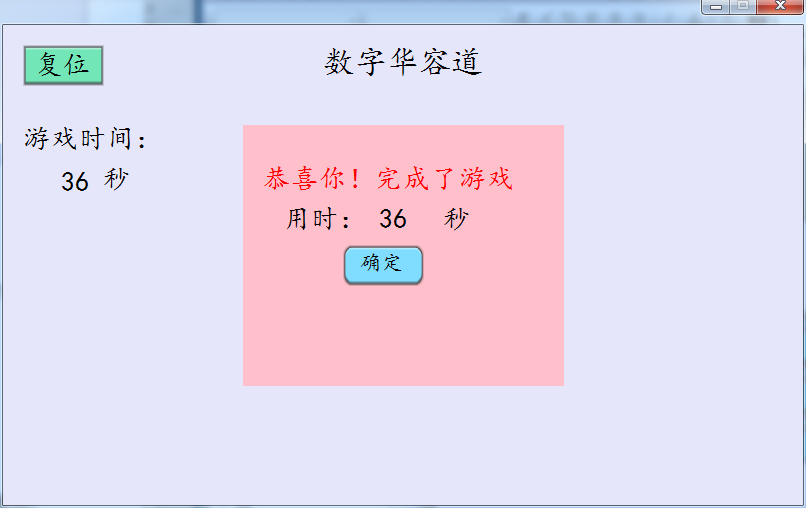 复位
数字华容道
游戏时间：
36 秒
恭喜你！完成了游戏
用时： 36 秒
确定